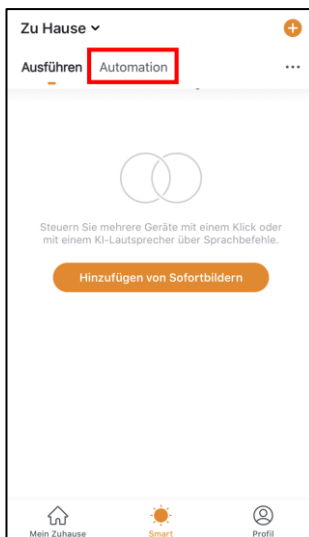 Zu Hause
Ausführen Automation
Steuern Sie mehrere Geräte mit einem Klick oder
mit einem KI-Lautsprecher über Sprachbefehle.
Hinzufügen von Sofortbildern
Mein Zuhause Smart Profil